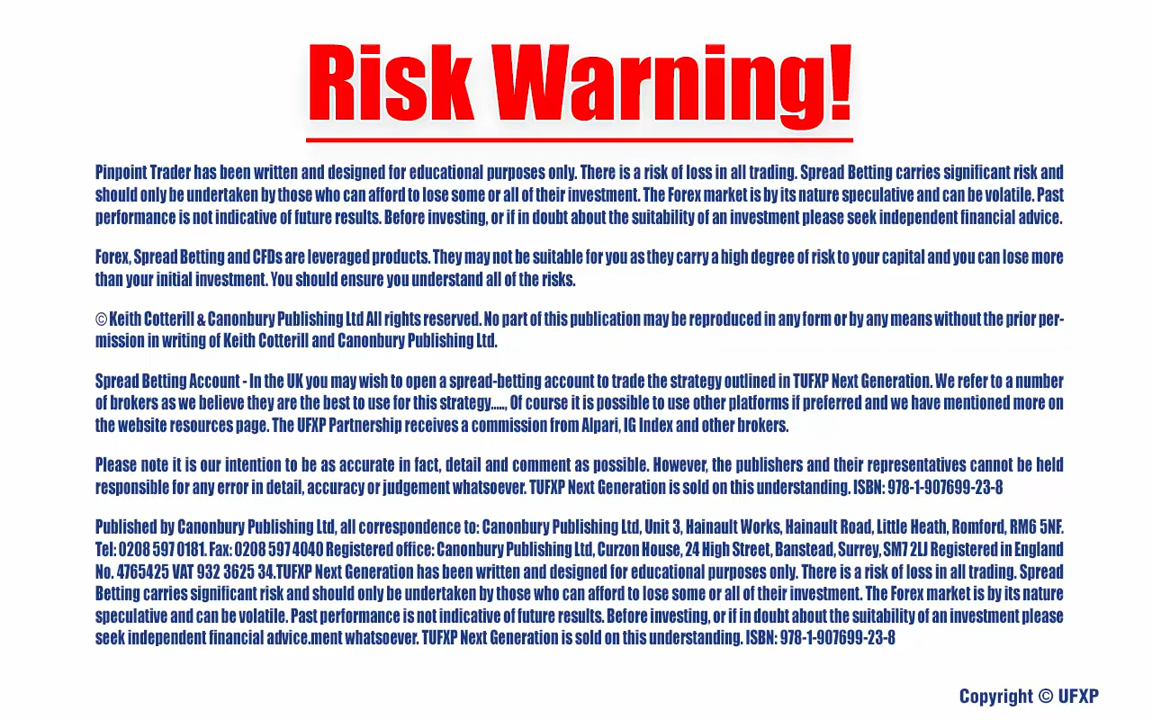 Risk Warning!
Pinpoint Trader has been written and designed for educational purposes only. There is a risk of loss in all trading. Spread Betting carries significant risk and
should only be undertaken by those who can afford to lose some or all of their investment. The Forex market is by its nature speculative and can be volatile. Past
performance is not indicative of future results. Before investing, or if in doubt about the suitability of an investment please seek independent financial advice.
Forex, Spread Betting and CFDs are leveraged products. They may not be suitable for you as they carry a high degree of risk to your capital and you can lose more
than your initial investment. You should ensure you understand all of the risks.
© Keith Cotterill & Canonbury Publishing Ltd All rights reserved. No part of this publication may be reproduced in any form or by any means without the prior per-
mission in writing of Keith Cotterill and Canonbury Publishing Ltd.
Spread Betting Account - In the UK you may wish to open a spread-betting account to trade the strategy outlined in TUFXP Next Generation. We refer to a number
of brokers as we believe they are the best to use for this strategy....., Of course it is possible to use other platforms if preferred and we have mentioned more on
the website resources page. The UFXP Partnership receives a commission from Alpari, IG Index and other brokers.
Please note it is our intention to be as accurate in fact, detail and comment as possible. However, the publishers and their representatives cannot be held
responsible for any error in detail, accuracy or judgement whatsoever. TUFXP Next Generation is sold on this understanding. ISBN: 978-1-907699-23-8
Published by Canonbury Publishing Ltd, all correspondence to: Canonbury Publishing Ltd, Unit 3, Hainault Works, Hainault Road, Little Heath, Romford, RM6 5NF.
Tel: 0208 597 0181. Fax: 0208 597 4040 Registered office: Canonbury Publishing Ltd, Curzon House, 24 High Street, Banstead, Surrey, SM7 2LJ Registered in England
No. 4765425 VAT 932 3625 34.TUFXP Next Generation has been written and designed for educational purposes only. There is a risk of loss in all trading. Spread
Betting carries significant risk and should only be undertaken by those who can afford to lose some or all of their investment. The Forex market is by its nature
speculative and can be volatile. Past performance is not indicative of future results. Before investing, or if in doubt about the suitability of an investment please
seek independent financial advice.ment whatsoever. TUFXP Next Generation is sold on this understanding. ISBN: 978-1-907699-23-8
Copyright © UFXP